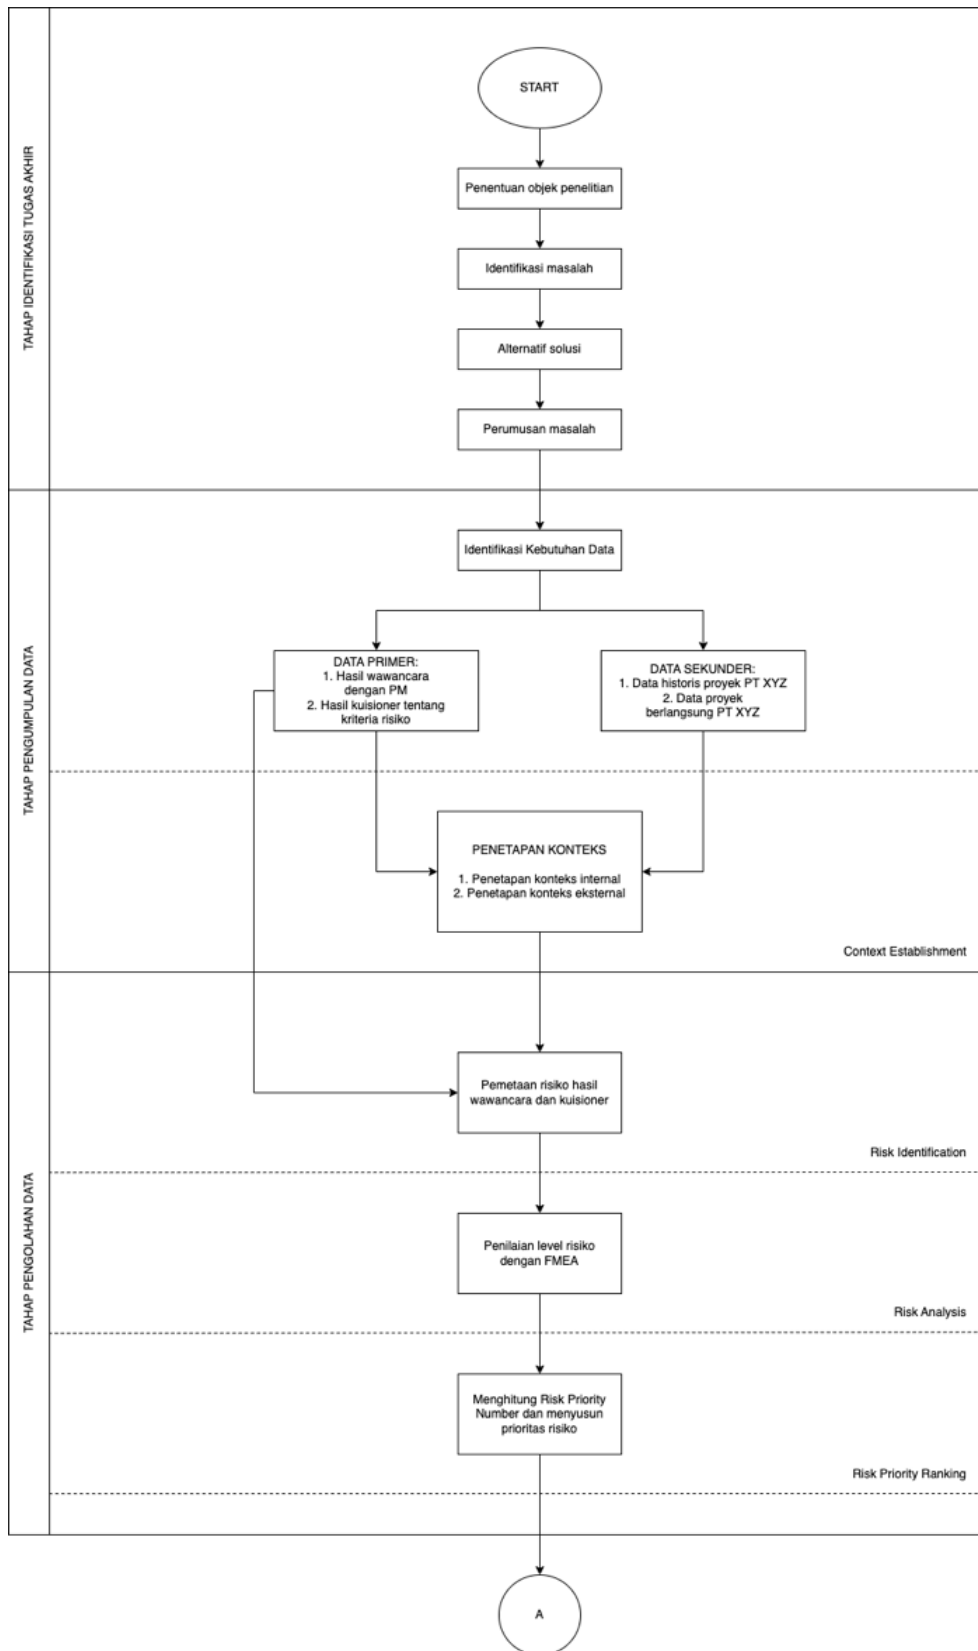 TAHAP IDENTIFIKASI TUGAS AKHIR
START
Penentuan objek penelitian
Identifikasi masalah
Alternatif solusi
Perumusan masalah
TAHAP PENGUMPULAN DATA
Identifikasi Kebutuhan Data
DATA PRIMER:
1. Hasil wawancara
dengan PM
2. Hasil kuisioner tentang
kriteria risiko
DATA SEKUNDER:
1. Data historis proyek PT XYZ
2. Data proyek
berlangsung PT XYZ
PENETAPAN KONTEKS
1. Penetapan konteks internal
2. Penetapan konteks eksternal
Context Establishment
TAHAP PENGOLAHAN DATA
Pemetaan risiko hasil
wawancara dan kuisioner
Risk Identification
Penilaian level risiko
dengan FMEA
Risk Analysis
Menghitung Risk Priority
Number dan menyusun
prioritas risiko
Risk Priority Ranking
A